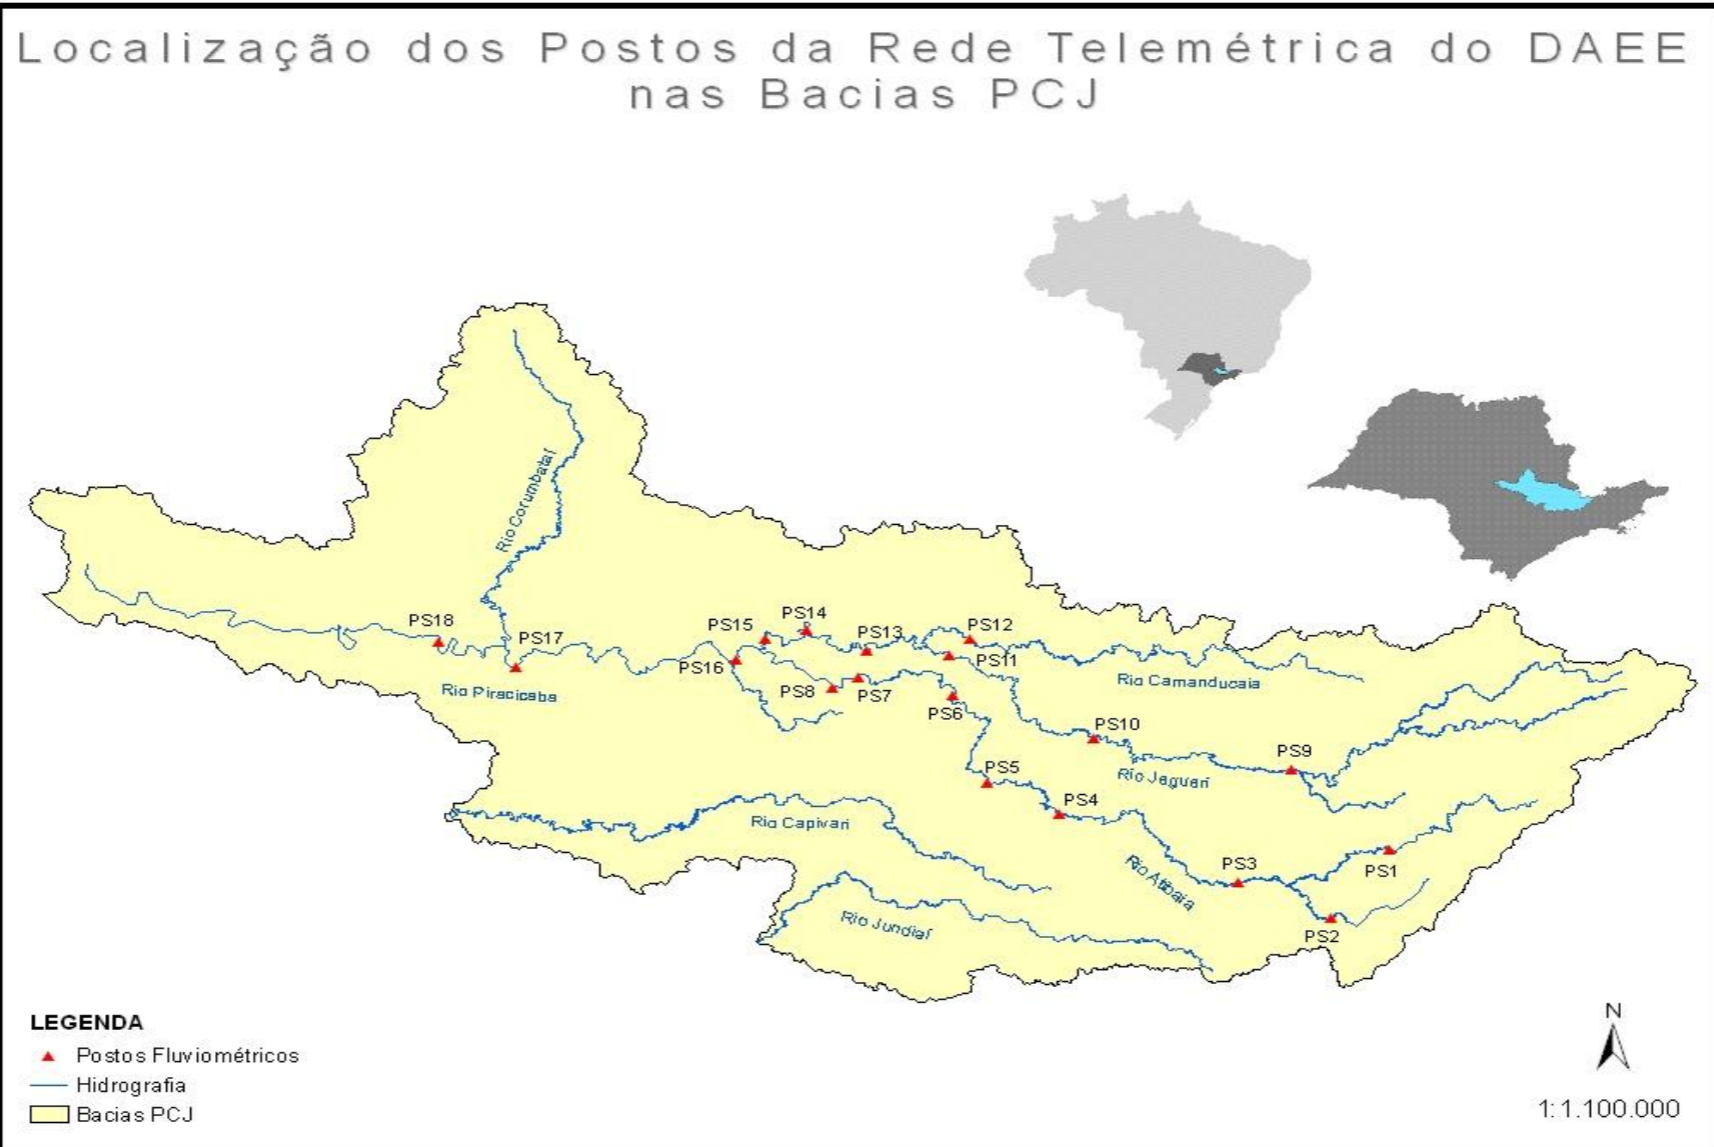 Localização dos Postos da Rede Telemétrica do DAEE
nas Bacias PCJ
Rio Corumbataí
PS18
PS17
PS15
PS14
PS13
PS12
PS16
PS11
PS8
PS7
PS6
Rio Piracicaba
Rio Camanducaia
PS10
PS9
PS5
Rio Jaguari
PS4
Rio Capivari
PS3
PS1
Rio Atibaia
Rio Jundiaí
PS2
LEGENDA
Postos Fluviométricos
Hidrografia
Bacias PCJ
N
1:1.100.000